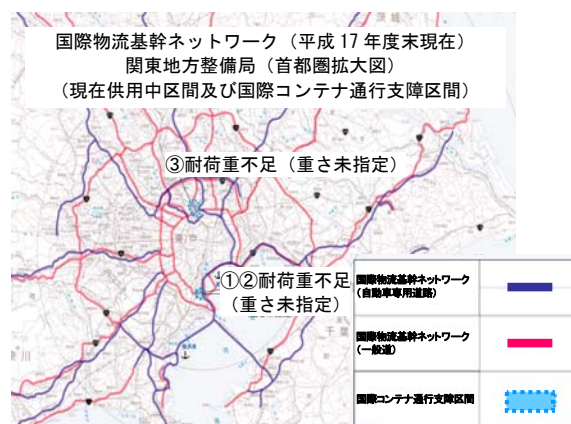 国際物流基幹ネットワーク（平成17年度末現在）
関東地方整備局（首都圏拡大図）
（現在供用中区間及び国際コンテナ通行支障区間）
③耐荷重不足（重さ未指定）
①②耐荷重不足
（重さ未指定）
国際物流基幹ネットワーク
（自動車専用道路）
国際物流基幹ネットワーク
（一般道）
国際コンテナ通行支障区間